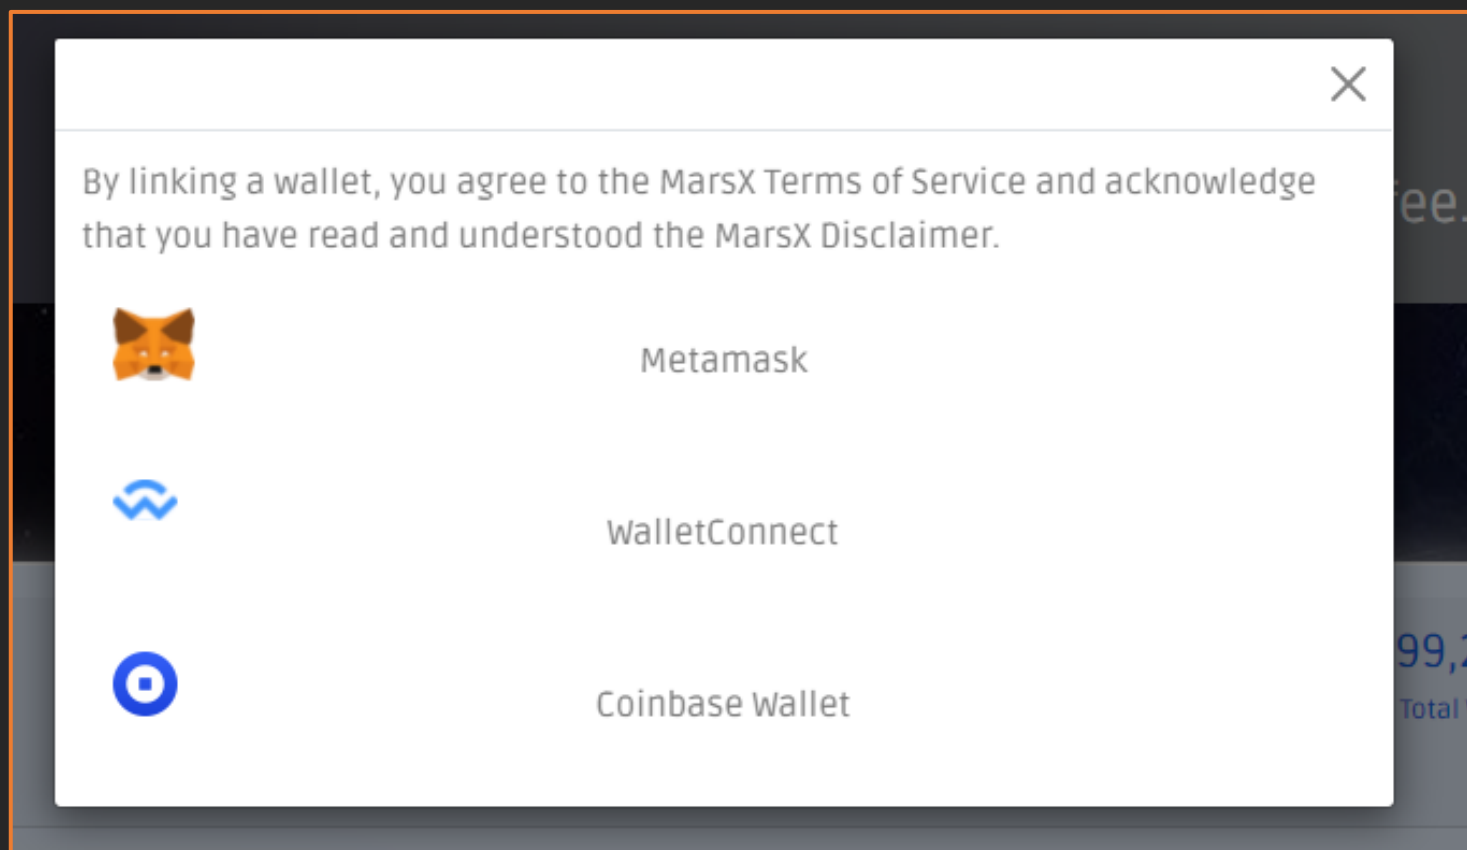 By linking a wallet, you agree to the MarsX Terms of Service and acknowledge
that you have read and understood the MarsX Disclaimer.
Metamask
WalletConnect
Coinbase Wallet
Total